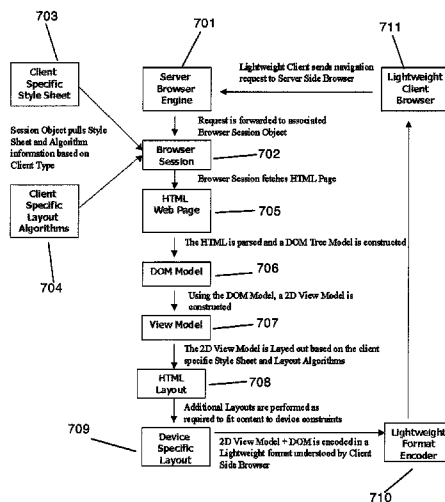 703
701
711
Client
Specific
Style Sheet
Server
Browser
Engine
Lightweight Client sends navigation
request to Server Side Browser
Lightweight
Client
Browser
Request is forwarded to associated
Browser Session Object
Session Object pulls Style
Sheet and Algorithm
information based on
Client Type
Browser
Session
702
Browser Session fetches HTML Page
Client
Specific
Layout
Algorithms
704
HTML
Web Page
705
The HTML is parsed and a DOM Tree Model is constructed
DOM Model
706
Using the DOM Model, a 2D View Model is
constructed
View Model
707
The 2D View Model is Layed out based on the client
specific Style Sheet and Layout Algorithms
HTML
Layout
708
Additional Layouts are performed as
required to fit content to device constraints
709
Device
Specific
Layout
2D View Model + DOM is encoded in a
Lightweight format understood by Client
Side Browser
Lightweight
Format
Encoder
710